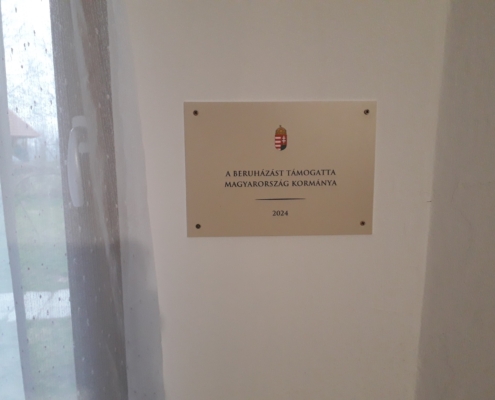 A BERUHÁZÁST TÁMOGATTA
MAGYARORSZÁG KORMÁNYA
2024